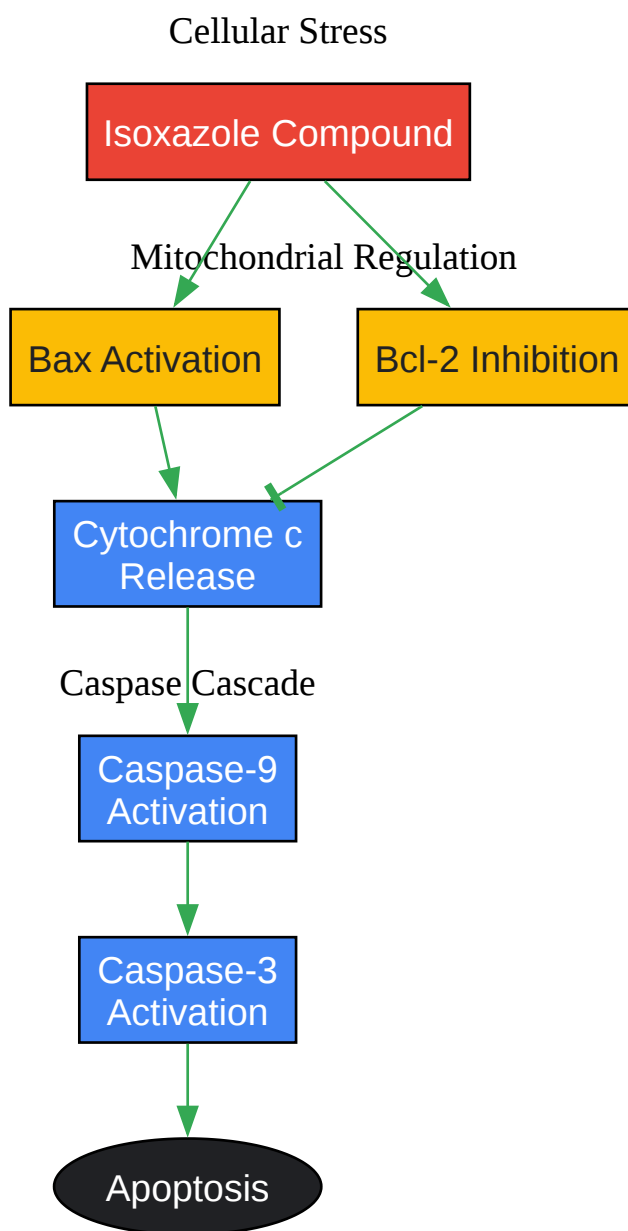 Cellular Stress
Isoxazole Compound
Mitochondrial Regulation
Bax Activation
Bcl-2 Inhibition
Cytochrome c
Release
Caspase Cascade
Caspase-9
Activation
Caspase-3
Activation
Apoptosis